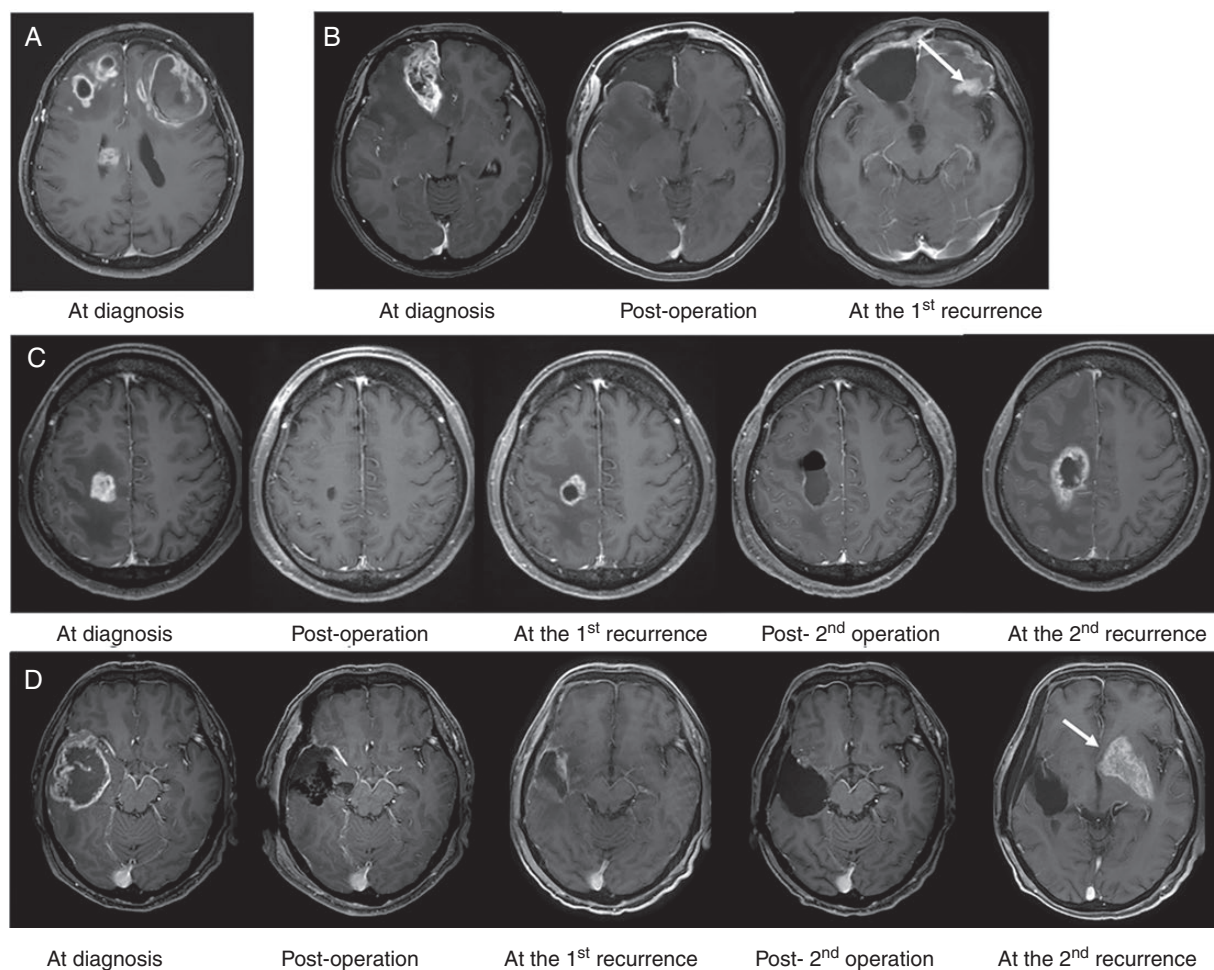 A
B
At diagnosis
At diagnosis
Post-operation
At the 1st recurrence
C
At diagnosis
Post-operation
At the 1st recurrence
Post- 2nd operation
At the 2nd recurrence
D
At diagnosis
Post-operation
At the 1st recurrence
Post- 2nd operation
At the 2nd recurrence